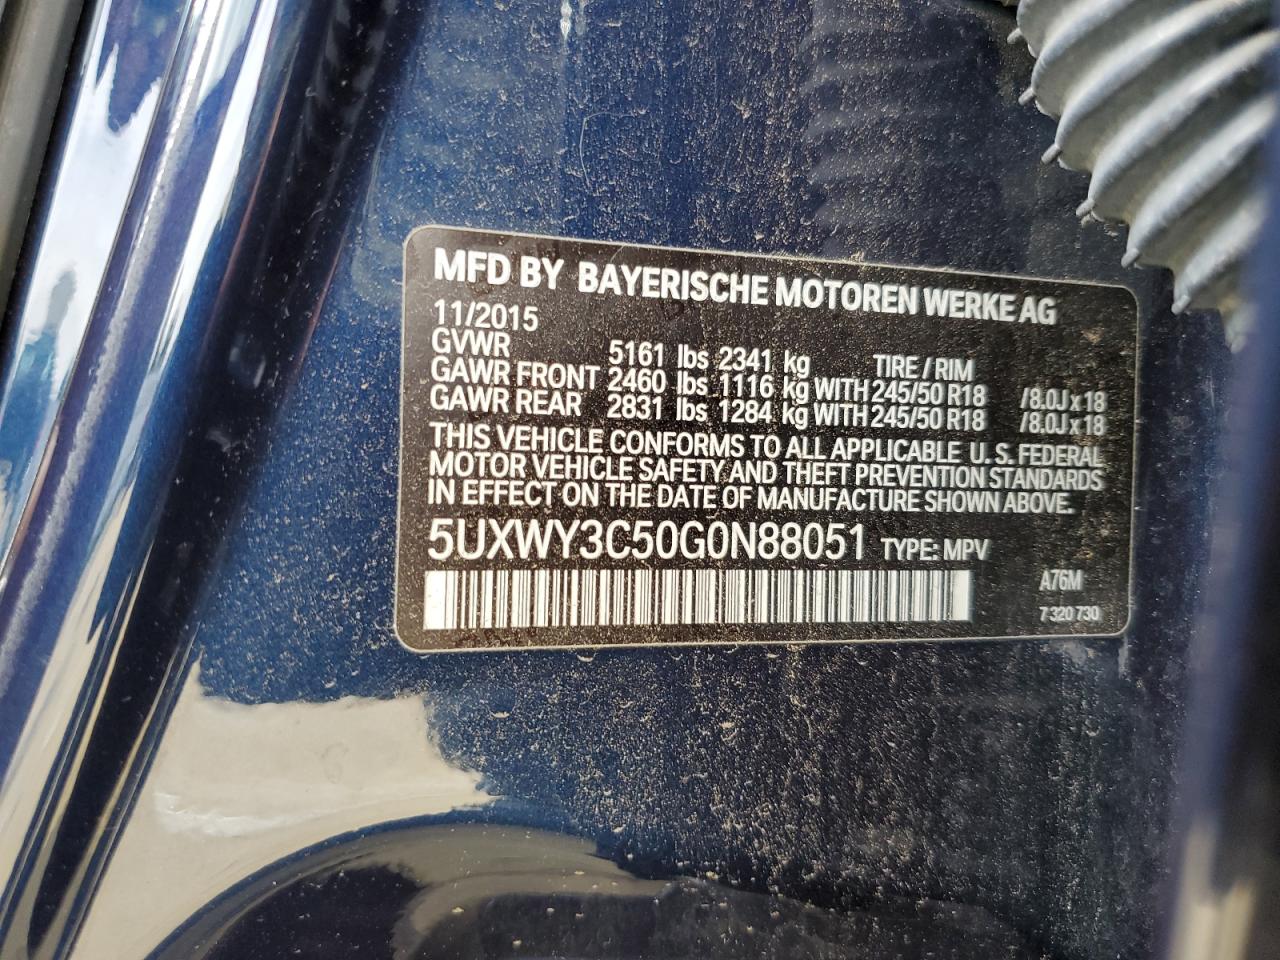 MFD BY BAYERISCHE MOTOREN WERKE AG
11/2015
GVWR 5161 lbs 2341 kg TIRE / RIM
GAWR FRONT 2460 lbs 1116 kg WITH 245/50 R18 /8.0J x 18
GAWR REAR 2831 lbs 1284 kg WITH 245/50 R18 /8.0J x 18
THIS VEHICLE CONFORMS TO ALL APPLICABLE U.S. FEDERAL
MOTOR VEHICLE SAFETY AND THEFT PREVENTION STANDARDS
IN EFFECT ON THE DATE OF MANUFACTURE SHOWN ABOVE.
5UXWY3C50G0N88051 TYPE: MPV
A76M
7 320 730